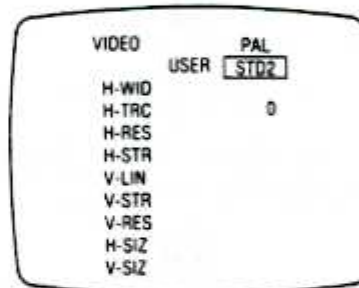 VIDEO PAL
USER STD2
H-WID
H-TRC 0
H-RES
H-STR
V-LIN
V-STR
V-RES
H-SIZ
V-SIZ